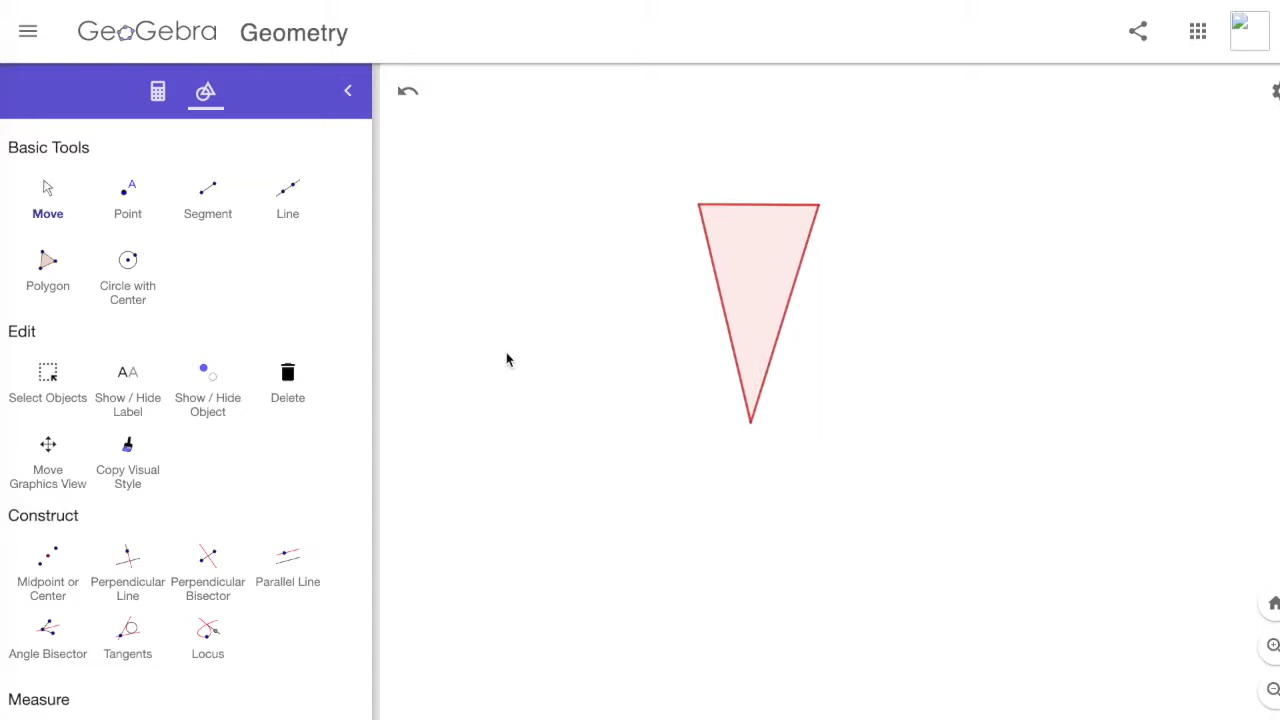 GeoGebra Geometry
Basic Tools
Move
Point
A
Segment
Line
Polygon
Circle with
Center
Edit
Select Objects
AA
Show / Hide
Label
Show / Hide
Object
Delete
Move
Graphics View
Copy Visual
Style
Construct
Midpoint or
Center
Perpendicular
Line
Perpendicular
Bisector
Parallel Line
Angle Bisector
Tangents
Locus
Measure